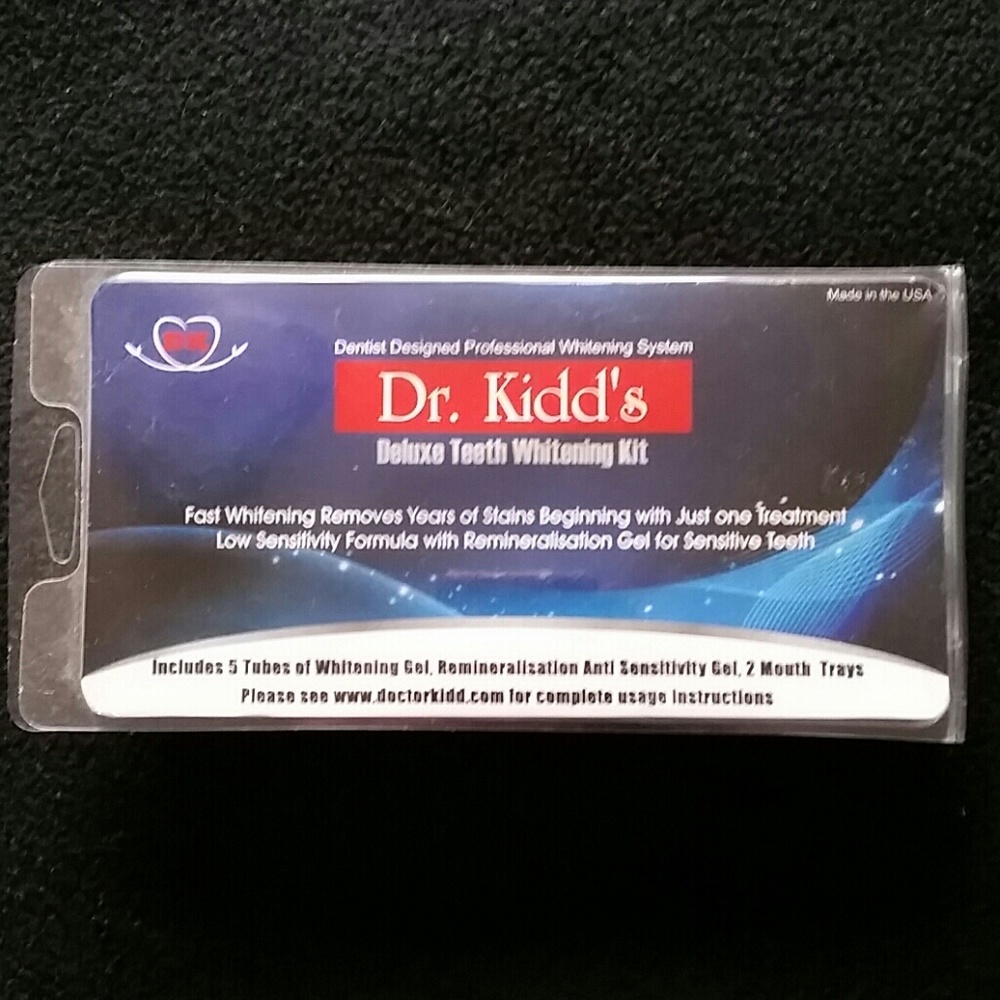 Made in the USA
Dentist Designed Professional Whitening System
Dr. Kidd's
Deluxe Teeth Whitening Kit
Fast Whitening Removes Years of Stains Beginning with Just one Treatment
Low Sensitivity Formula with Remineralisation Gel for Sensitive Teeth
Includes 5 Tubes of Whitening Gel, Remineralisation Anti Sensitivity Gel, 2 Mouth Trays
Please see www.doctorkidd.com for complete usage instructions